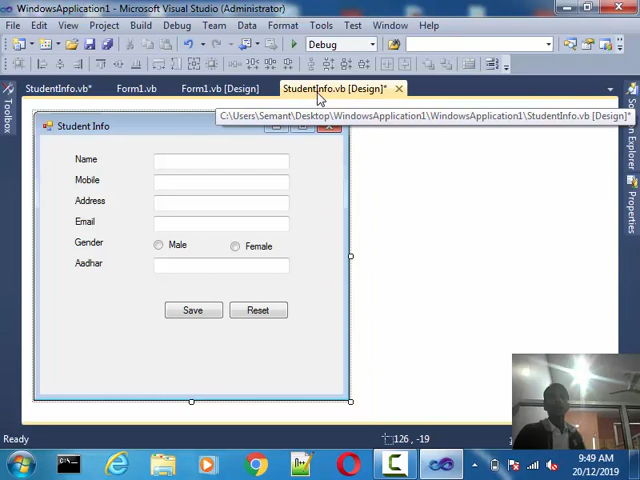 WindowsApplication1 - Microsoft Visual Studio (Administrator)
File Edit View Project Build Debug Team Data Format Tools Test Window Help
Debug
StudentInfo.vb* Form1.vb Form1.vb [Design] StudentInfo.vb [Design]*
C:\Users\Semant\Desktop\WindowsApplication1\WindowsApplication1\StudentInfo.vb [Design]*
Toolbox
Student Info
Name
Mobile
Address
Email
Gender Male Female
Aadhar
Save Reset
Properties
Ready 126 , -19
9:49 AM
20/12/2019